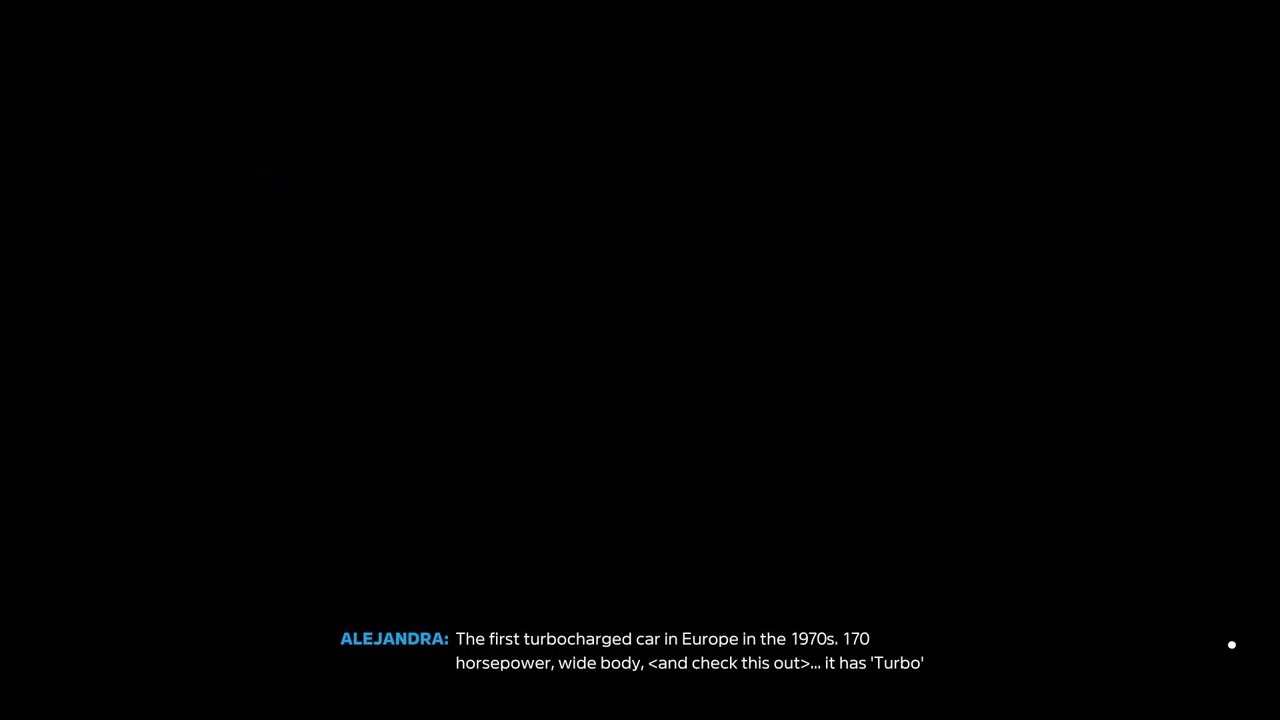 ALEJANDRA: The first turbocharged car in Europe in the 1970s. 170
horsepower, wide body, <and check this out>... it has 'Turbo'